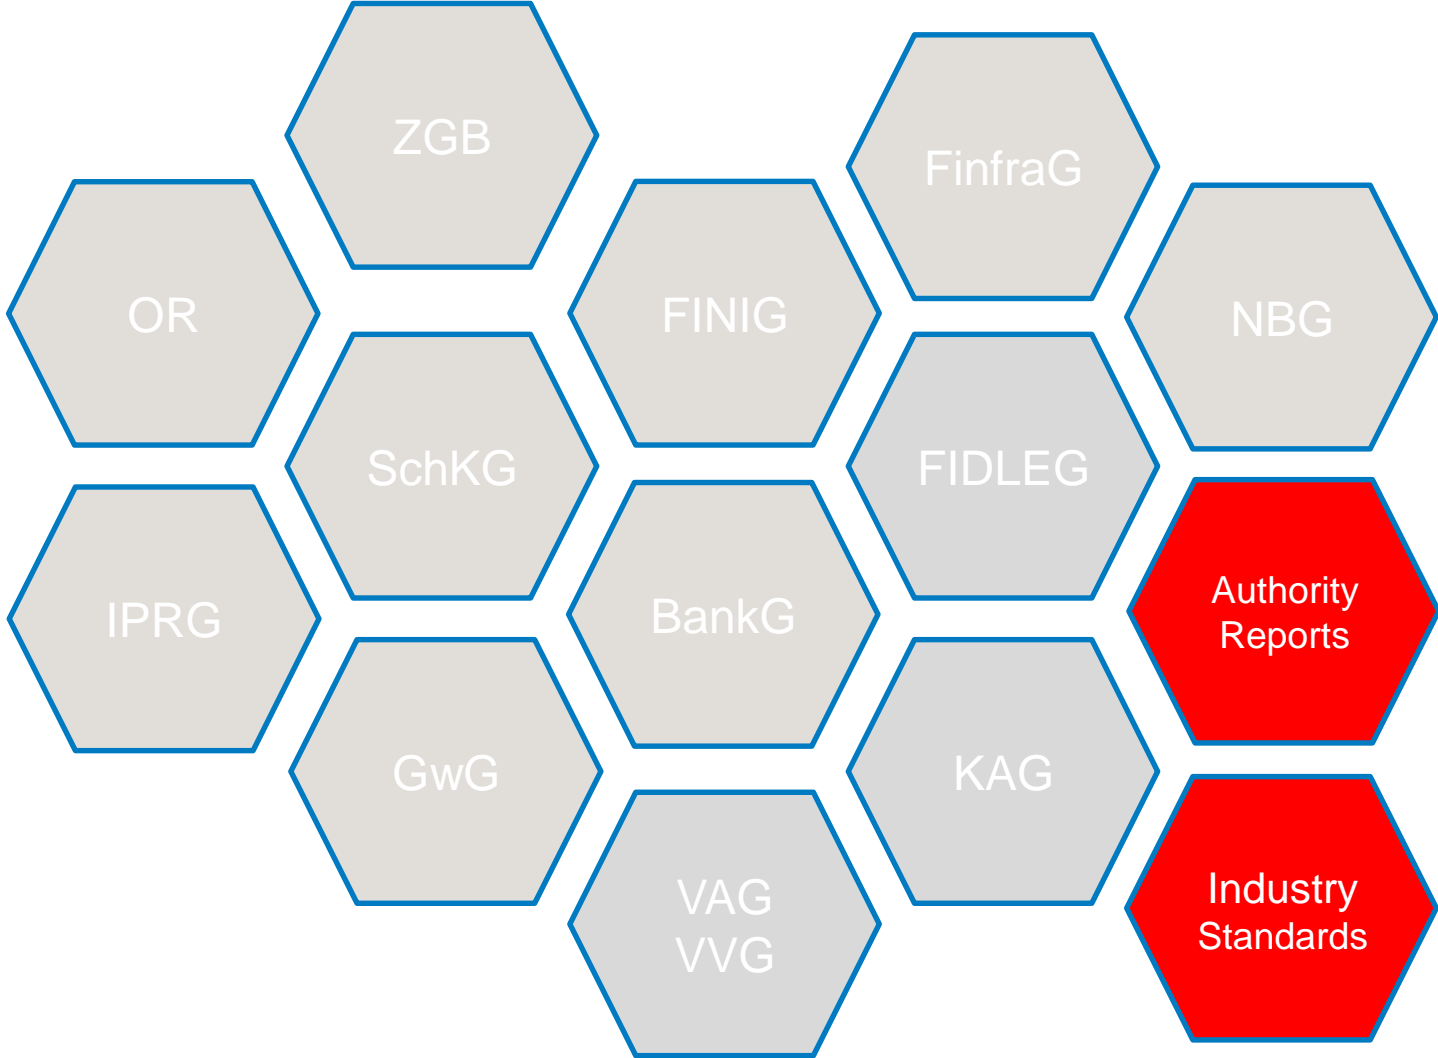 ZGB
FinfraG
OR
FINIG
NBG
SchKG
FIDLEG
IPRG
BankG
Authority
Reports
GwG
KAG
VAG
VVG
Industry
Standards